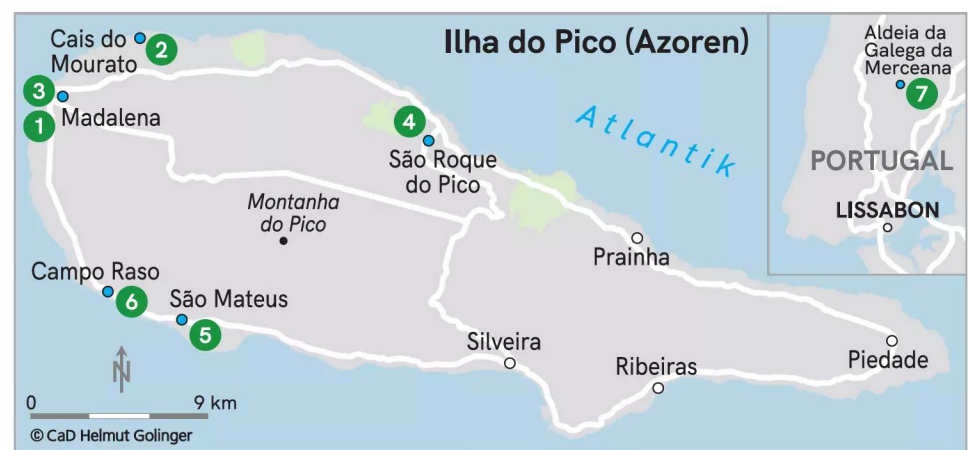 Ilha do Pico (Azoren)
Cais do
Mourato
2
3
Madalena
1
4
São Roque
do Pico
Atlantik
Montanha
do Pico
Prainha
Campo Raso
6
São Mateus
5
Silveira
Ribeiras
Piedade
N
0 9 km
© CaD Helmut Golinger
Aldeia da
Galega da
Merceana
7
PORTUGAL
LISSABON